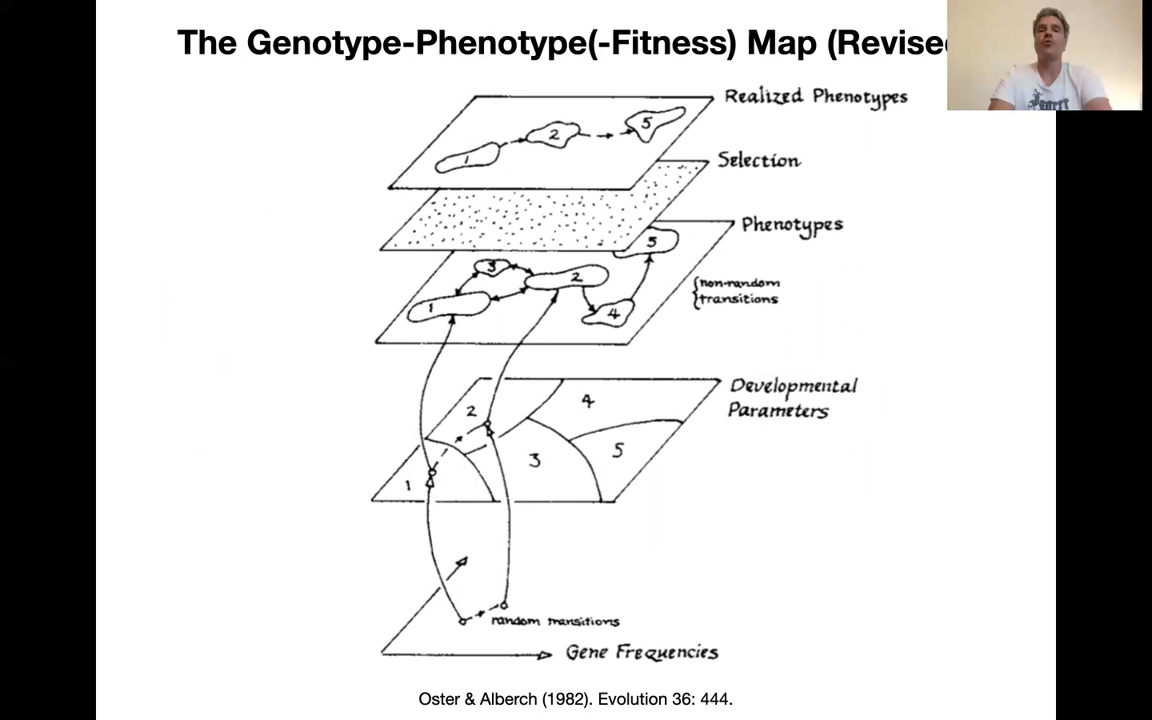 The Genotype-Phenotype(-Fitness) Map (Revise
Realized Phenotypes
1
2
5
Selection
Phenotypes
5
3
2
1
4
{non-random
transitions
Developmental
Parameters
4
2
3
5
1
random transitions
Gene Frequencies
Oster & Alberch (1982). Evolution 36: 444.